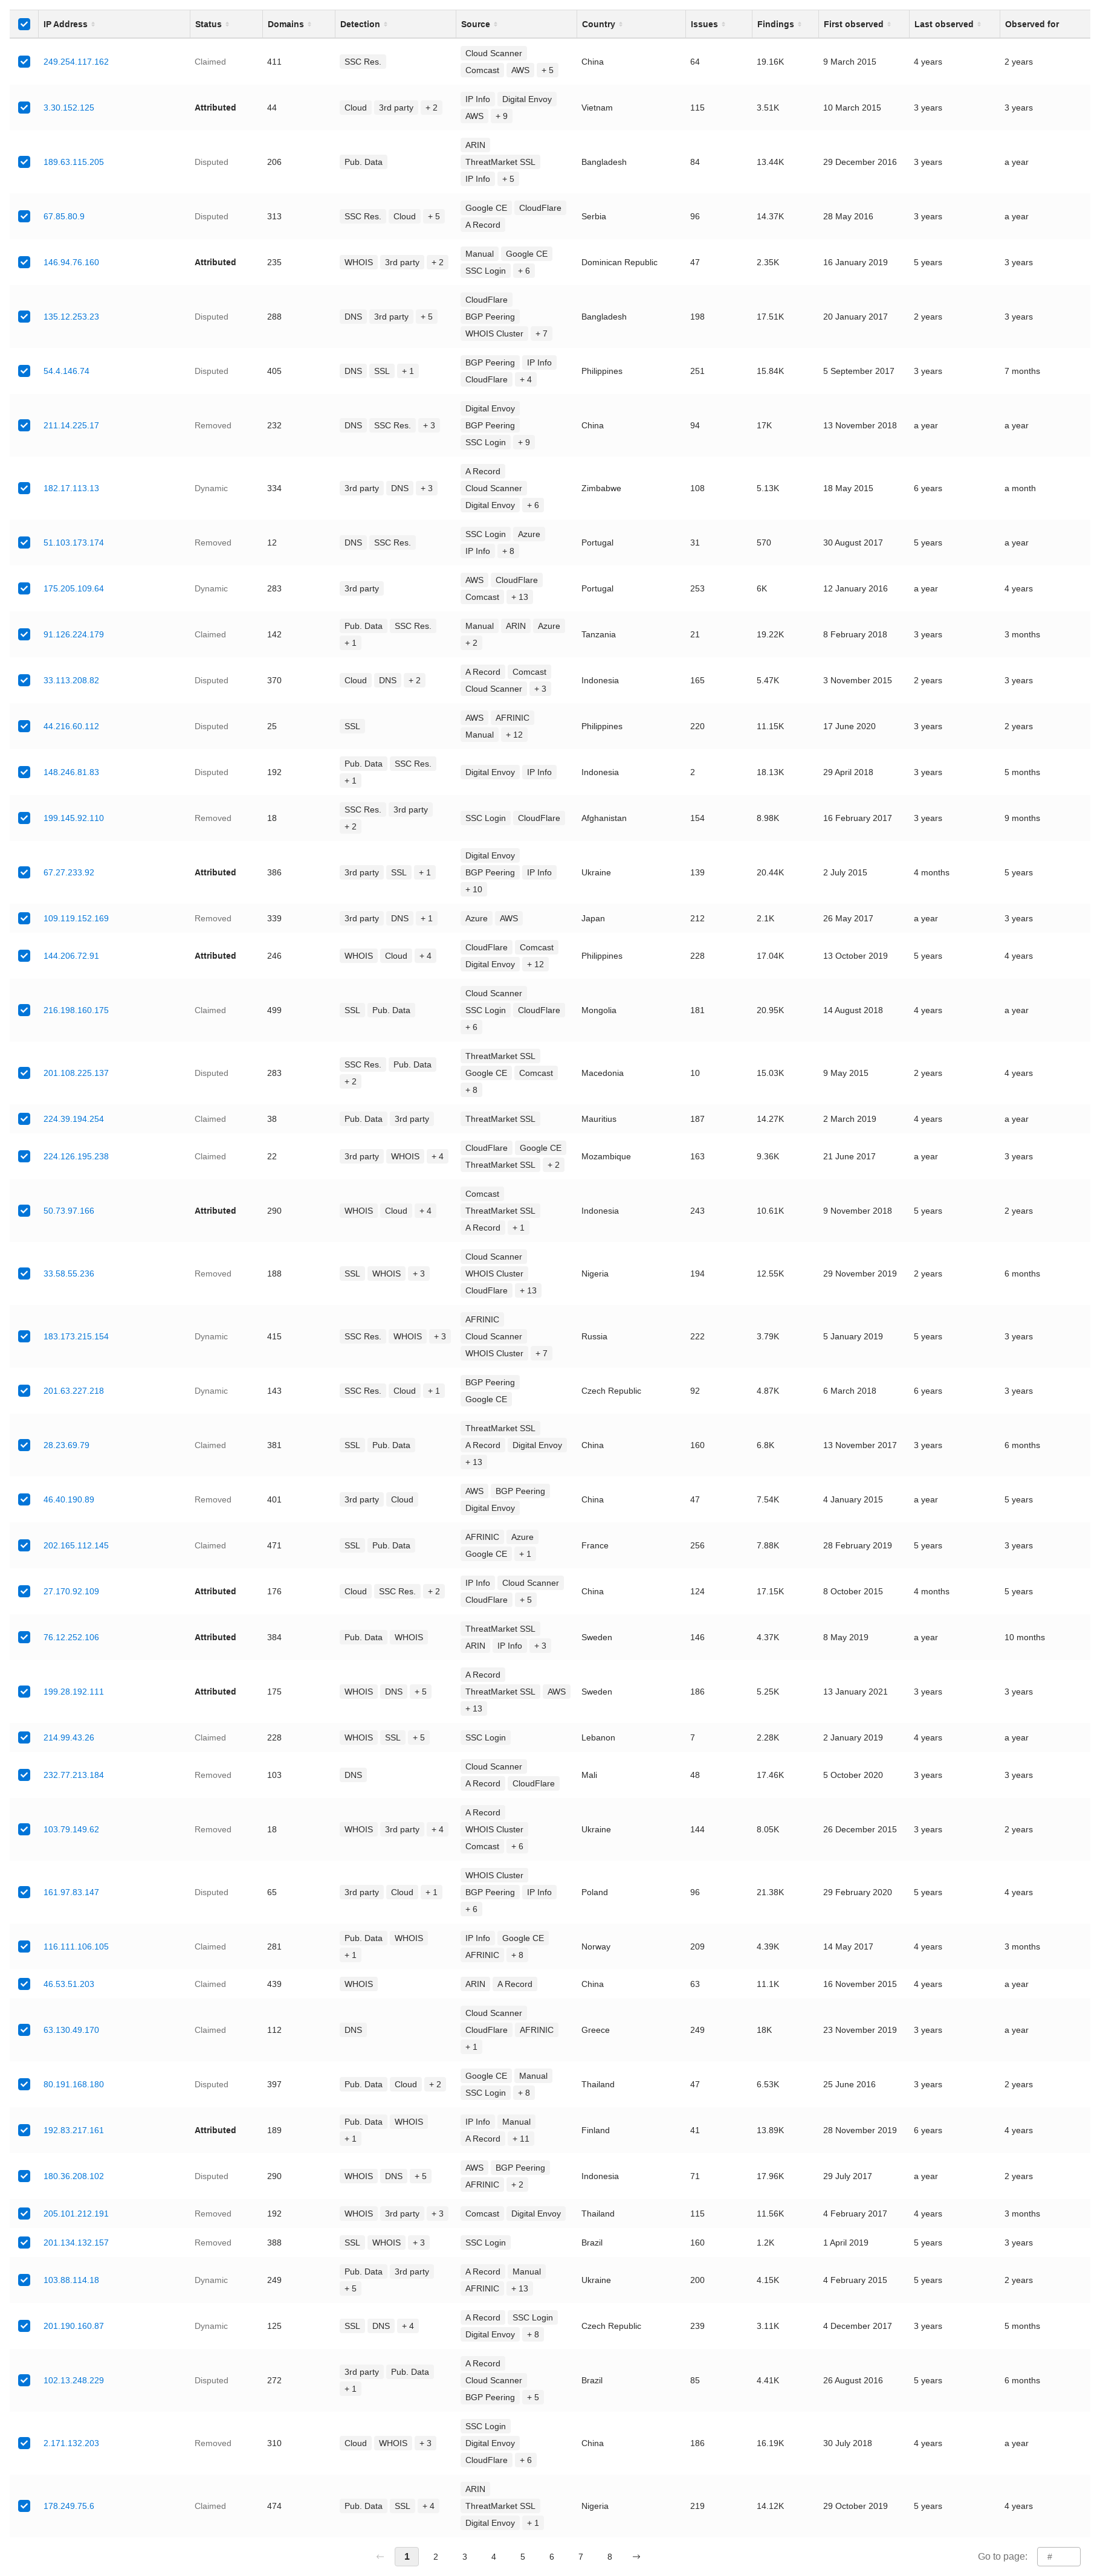 IP Address Status Domains Detection Source Country Issues Findings First observed Last observed Observed for
249.254.117.162 Claimed 411 SSC Res. Cloud Scanner Comcast AWS + 5 China 64 19.16K 9 March 2015 4 years 2 years
3.30.152.125 Attributed 44 Cloud 3rd party + 2 IP Info Digital Envoy AWS + 9 Vietnam 115 3.51K 10 March 2015 3 years 3 years
189.63.115.205 Disputed 206 Pub. Data ARIN ThreatMarket SSL IP Info + 5 Bangladesh 84 13.44K 29 December 2016 3 years a year
67.85.80.9 Disputed 313 SSC Res. Cloud + 5 Google CE CloudFlare A Record Serbia 96 14.37K 28 May 2016 3 years a year
146.94.76.160 Attributed 235 WHOIS 3rd party + 2 Manual Google CE SSC Login + 6 Dominican Republic 47 2.35K 16 January 2019 5 years 3 years
135.12.253.23 Disputed 288 DNS 3rd party + 5 CloudFlare BGP Peering WHOIS Cluster + 7 Bangladesh 198 17.51K 20 January 2017 2 years 3 years
54.4.146.74 Disputed 405 DNS SSL + 1 BGP Peering IP Info CloudFlare + 4 Philippines 251 15.84K 5 September 2017 3 years 7 months
211.14.225.17 Removed 232 DNS SSC Res. + 3 Digital Envoy BGP Peering SSC Login + 9 China 94 17K 13 November 2018 a year a year
182.17.113.13 Dynamic 334 3rd party DNS + 3 A Record Cloud Scanner Digital Envoy + 6 Zimbabwe 108 5.13K 18 May 2015 6 years a month
51.103.173.174 Removed 12 DNS SSC Res. SSC Login Azure IP Info + 8 Portugal 31 570 30 August 2017 5 years a year
175.205.109.64 Dynamic 283 3rd party AWS CloudFlare Comcast + 13 Portugal 253 6K 12 January 2016 a year 4 years
91.126.224.179 Claimed 142 Pub. Data SSC Res. + 1 Manual ARIN Azure + 2 Tanzania 21 19.22K 8 February 2018 3 years 3 months
33.113.208.82 Disputed 370 Cloud DNS + 2 A Record Comcast Cloud Scanner + 3 Indonesia 165 5.47K 3 November 2015 2 years 3 years
44.216.60.112 Disputed 25 SSL AWS AFRINIC Manual + 12 Philippines 220 11.15K 17 June 2020 3 years 2 years
148.246.81.83 Disputed 192 Pub. Data SSC Res. + 1 Digital Envoy IP Info Indonesia 2 18.13K 29 April 2018 3 years 5 months
199.145.92.110 Removed 18 SSC Res. 3rd party + 2 SSC Login CloudFlare Afghanistan 154 8.98K 16 February 2017 3 years 9 months
67.27.233.92 Attributed 386 3rd party SSL + 1 Digital Envoy BGP Peering IP Info + 10 Ukraine 139 20.44K 2 July 2015 4 months 5 years
109.119.152.169 Removed 339 3rd party DNS + 1 Azure AWS Japan 212 2.1K 26 May 2017 a year 3 years
144.206.72.91 Attributed 246 WHOIS Cloud + 4 CloudFlare Comcast Digital Envoy + 12 Philippines 228 17.04K 13 October 2019 5 years 4 years
216.198.160.175 Claimed 499 SSL Pub. Data Cloud Scanner SSC Login CloudFlare + 6 Mongolia 181 20.95K 14 August 2018 4 years a year
201.108.225.137 Disputed 283 SSC Res. Pub. Data + 2 ThreatMarket SSL Google CE Comcast + 8 Macedonia 10 15.03K 9 May 2015 2 years 4 years
224.39.194.254 Claimed 38 Pub. Data 3rd party ThreatMarket SSL Mauritius 187 14.27K 2 March 2019 4 years a year
224.126.195.238 Claimed 22 3rd party WHOIS + 4 CloudFlare Google CE ThreatMarket SSL + 2 Mozambique 163 9.36K 21 June 2017 a year 3 years
50.73.97.166 Attributed 290 WHOIS Cloud + 4 Comcast ThreatMarket SSL A Record + 1 Indonesia 243 10.61K 9 November 2018 5 years 2 years
33.58.55.236 Removed 188 SSL WHOIS + 3 Cloud Scanner WHOIS Cluster CloudFlare + 13 Nigeria 194 12.55K 29 November 2019 2 years 6 months
183.173.215.154 Dynamic 415 SSC Res. WHOIS + 3 AFRINIC Cloud Scanner WHOIS Cluster + 7 Russia 222 3.79K 5 January 2019 5 years 3 years
201.63.227.218 Dynamic 143 SSC Res. Cloud + 1 BGP Peering Google CE Czech Republic 92 4.87K 6 March 2018 6 years 3 years
28.23.69.79 Claimed 381 SSL Pub. Data ThreatMarket SSL A Record Digital Envoy + 13 China 160 6.8K 13 November 2017 3 years 6 months
46.40.190.89 Removed 401 3rd party Cloud AWS BGP Peering Digital Envoy China 47 7.54K 4 January 2015 a year 5 years
202.165.112.145 Claimed 471 SSL Pub. Data AFRINIC Azure Google CE + 1 France 256 7.88K 28 February 2019 5 years 3 years
27.170.92.109 Attributed 176 Cloud SSC Res. + 2 IP Info Cloud Scanner CloudFlare + 5 China 124 17.15K 8 October 2015 4 months 5 years
76.12.252.106 Attributed 384 Pub. Data WHOIS ThreatMarket SSL ARIN IP Info + 3 Sweden 146 4.37K 8 May 2019 a year 10 months
199.28.192.111 Attributed 175 WHOIS DNS + 5 A Record ThreatMarket SSL AWS + 13 Sweden 186 5.25K 13 January 2021 3 years 3 years
214.99.43.26 Claimed 228 WHOIS SSL + 5 SSC Login Lebanon 7 2.28K 2 January 2019 4 years a year
232.77.213.184 Removed 103 DNS Cloud Scanner A Record CloudFlare Mali 48 17.46K 5 October 2020 3 years 3 years
103.79.149.62 Removed 18 WHOIS 3rd party + 4 A Record WHOIS Cluster Comcast + 6 Ukraine 144 8.05K 26 December 2015 3 years 2 years
161.97.83.147 Disputed 65 3rd party Cloud + 1 WHOIS Cluster BGP Peering IP Info + 6 Poland 96 21.38K 29 February 2020 5 years 4 years
116.111.106.105 Claimed 281 Pub. Data WHOIS + 1 IP Info Google CE AFRINIC + 8 Norway 209 4.39K 14 May 2017 4 years 3 months
46.53.51.203 Claimed 439 WHOIS ARIN A Record China 63 11.1K 16 November 2015 4 years a year
63.130.49.170 Claimed 112 DNS Cloud Scanner CloudFlare AFRINIC + 1 Greece 249 18K 23 November 2019 3 years a year
80.191.168.180 Disputed 397 Pub. Data Cloud + 2 Google CE Manual SSC Login + 8 Thailand 47 6.53K 25 June 2016 3 years 2 years
192.83.217.161 Attributed 189 Pub. Data WHOIS + 1 IP Info Manual A Record + 11 Finland 41 13.89K 28 November 2019 6 years 4 years
180.36.208.102 Disputed 290 WHOIS DNS + 5 AWS BGP Peering AFRINIC + 2 Indonesia 71 17.96K 29 July 2017 a year 2 years
205.101.212.191 Removed 192 WHOIS 3rd party + 3 Comcast Digital Envoy Thailand 115 11.56K 4 February 2017 4 years 3 months
201.134.132.157 Removed 388 SSL WHOIS + 3 SSC Login Brazil 160 1.2K 1 April 2019 5 years 3 years
103.88.114.18 Dynamic 249 Pub. Data 3rd party + 5 A Record Manual AFRINIC + 13 Ukraine 200 4.15K 4 February 2015 5 years 2 years
201.190.160.87 Dynamic 125 SSL DNS + 4 A Record SSC Login Digital Envoy + 8 Czech Republic 239 3.11K 4 December 2017 3 years 5 months
102.13.248.229 Disputed 272 3rd party Pub. Data + 1 A Record Cloud Scanner BGP Peering + 5 Brazil 85 4.41K 26 August 2016 5 years 6 months
2.171.132.203 Removed 310 Cloud WHOIS + 3 SSC Login Digital Envoy CloudFlare + 6 China 186 16.19K 30 July 2018 4 years a year
178.249.75.6 Claimed 474 Pub. Data SSL + 4 ARIN ThreatMarket SSL Digital Envoy + 1 Nigeria 219 14.12K 29 October 2019 5 years 4 years
← 1 2 3 4 5 6 7 8 → Go to page: #